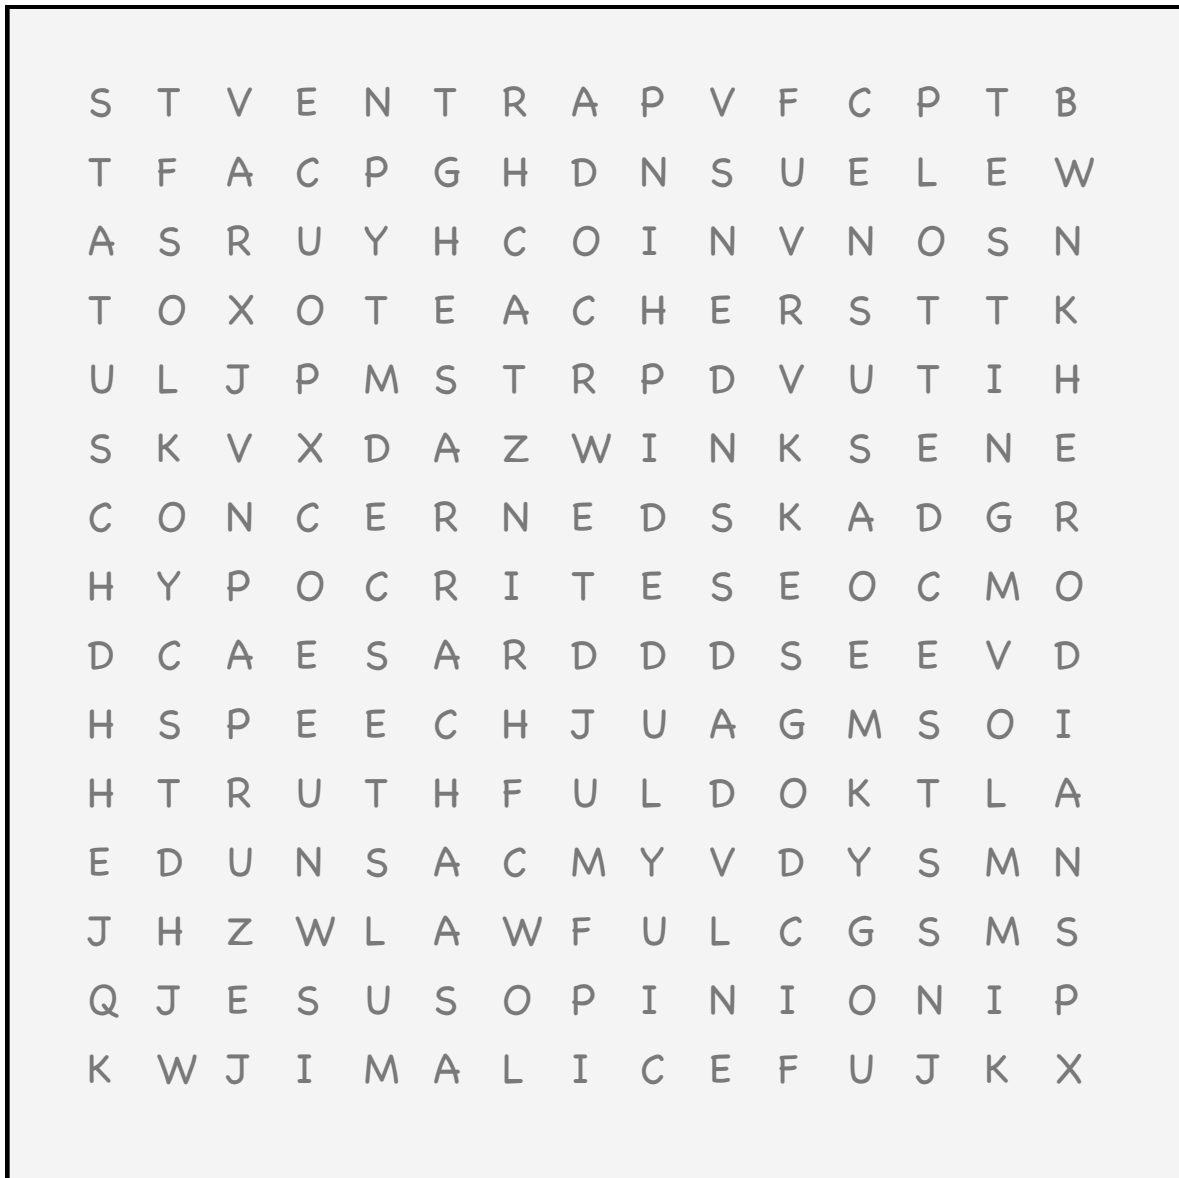 S T V E N T R A P V F C P T B
T F A C P G H D N S U E L E W
A S R U Y H C O I N V N O S N
T O X O T E A C H E R S T T K
U L J P M S T R P D V U T I H
S K V X D A Z W I N K S E N E
C O N C E R N E D S K A D G R
H Y P O C R I T E S E O C M O
D C A E S A R D D D S E E V D
H S P E E C H J U A G M S O I
H T R U T H F U L D O K T L A
E D U N S A C M Y V D Y S M N
J H Z W L A W F U L C G S M S
Q J E S U S O P I N I O N I P
K W J I M A L I C E F U J K X